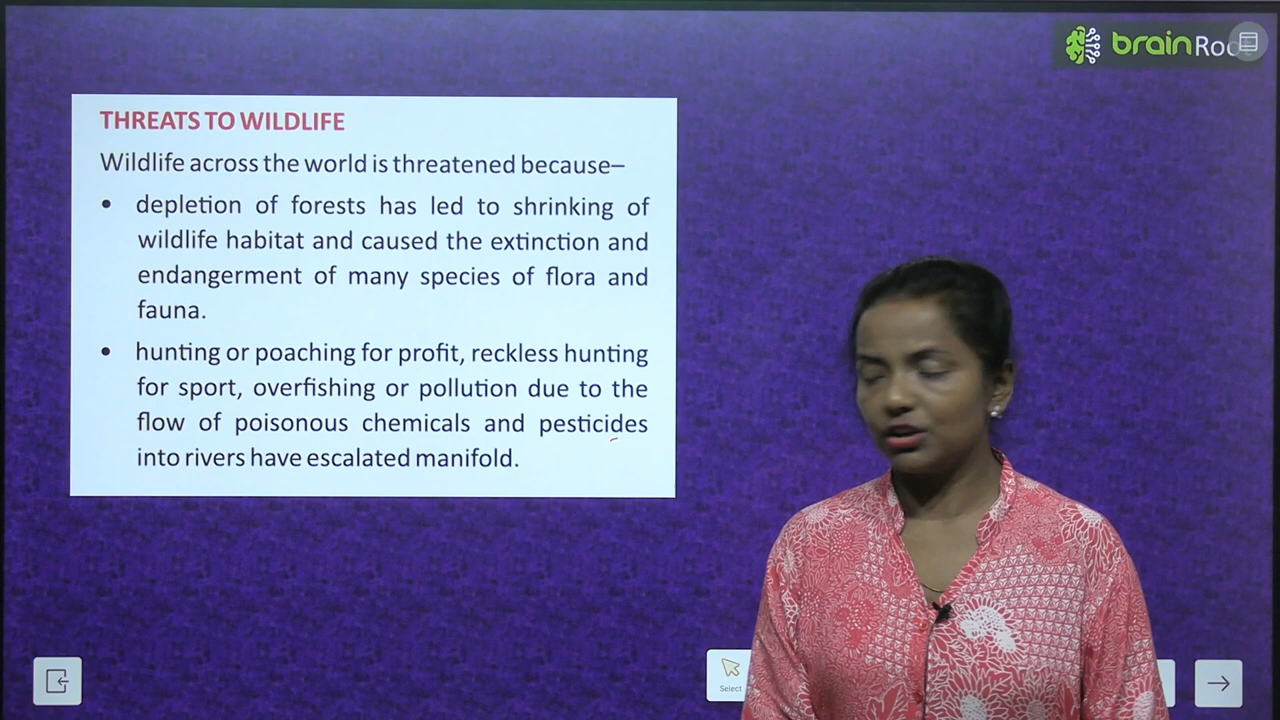 brainRoot
THREATS TO WILDLIFE
Wildlife across the world is threatened because–
• depletion of forests has led to shrinking of
wildlife habitat and caused the extinction and
endangerment of many species of flora and
fauna.
• hunting or poaching for profit, reckless hunting
for sport, overfishing or pollution due to the
flow of poisonous chemicals and pesticides
into rivers have escalated manifold.
Select